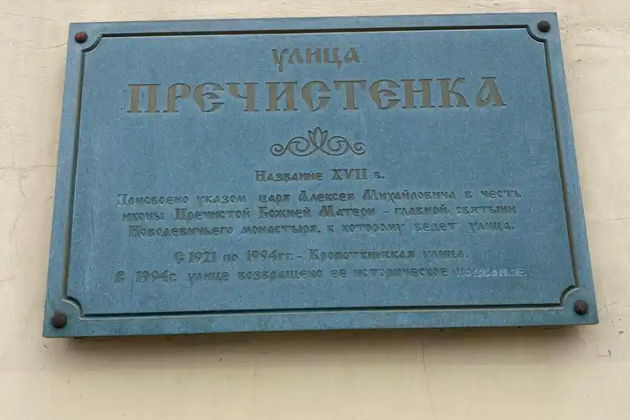 улица
ПРЕЧИСТЕНКА
Название XVII в.
Присвоено указом царя Алексея Михайловича в честь
иконы Пречистой Божией Матери - главной святыни
Новодевичьего монастыря, к которому ведет улица.
С 1921 по 1994гг. - Кропоткинская улица.
В 1994г. улице возвращено ее историческое название.